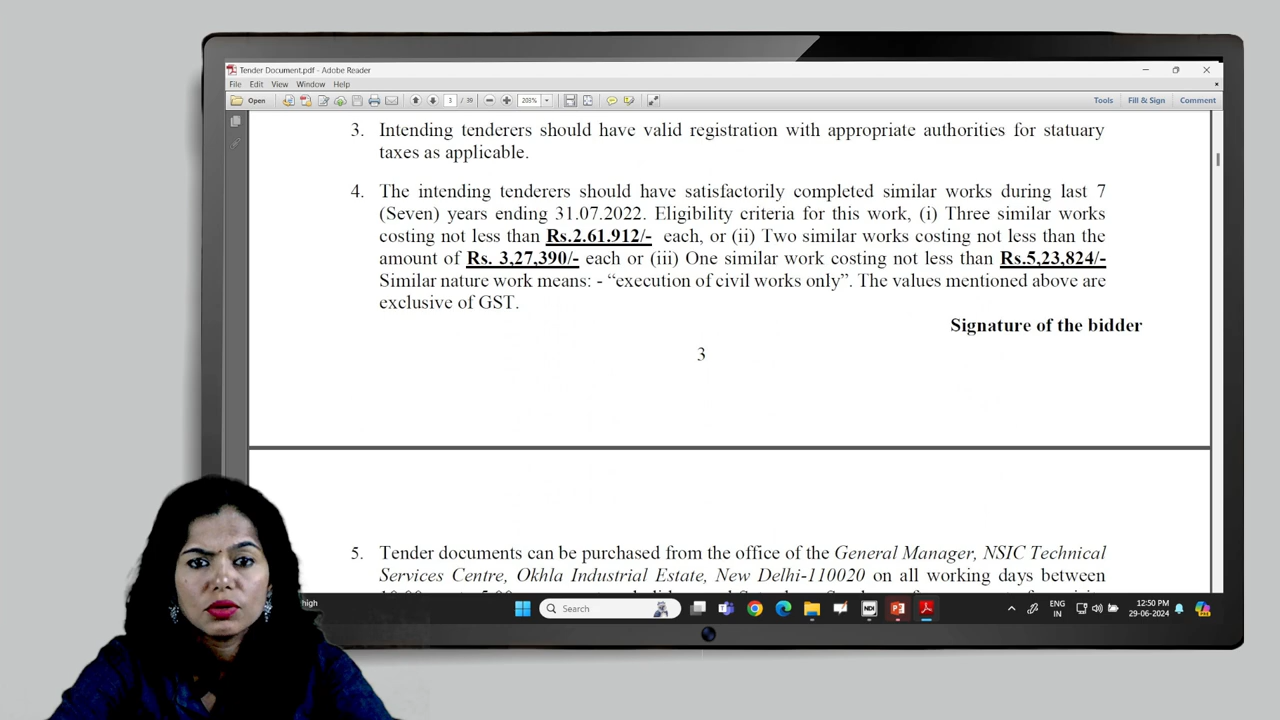 Tender Document.pdf - Adobe Reader
File Edit View Window Help
Open 3 / 39 203% Tools Fill & Sign Comment
3. Intending tenderers should have valid registration with appropriate authorities for statuary
taxes as applicable.
4. The intending tenderers should have satisfactorily completed similar works during last 7
(Seven) years ending 31.07.2022. Eligibility criteria for this work, (i) Three similar works
costing not less than Rs.2.61.912/- each, or (ii) Two similar works costing not less than the
amount of Rs. 3,27,390/- each or (iii) One similar work costing not less than Rs.5,23,824/-
Similar nature work means: - “execution of civil works only”. The values mentioned above are
exclusive of GST.
Signature of the bidder
3
5. Tender documents can be purchased from the office of the General Manager, NSIC Technical
Services Centre, Okhla Industrial Estate, New Delhi-110020 on all working days between
high
Search
ENG
IN
12:50 PM
29-06-2024